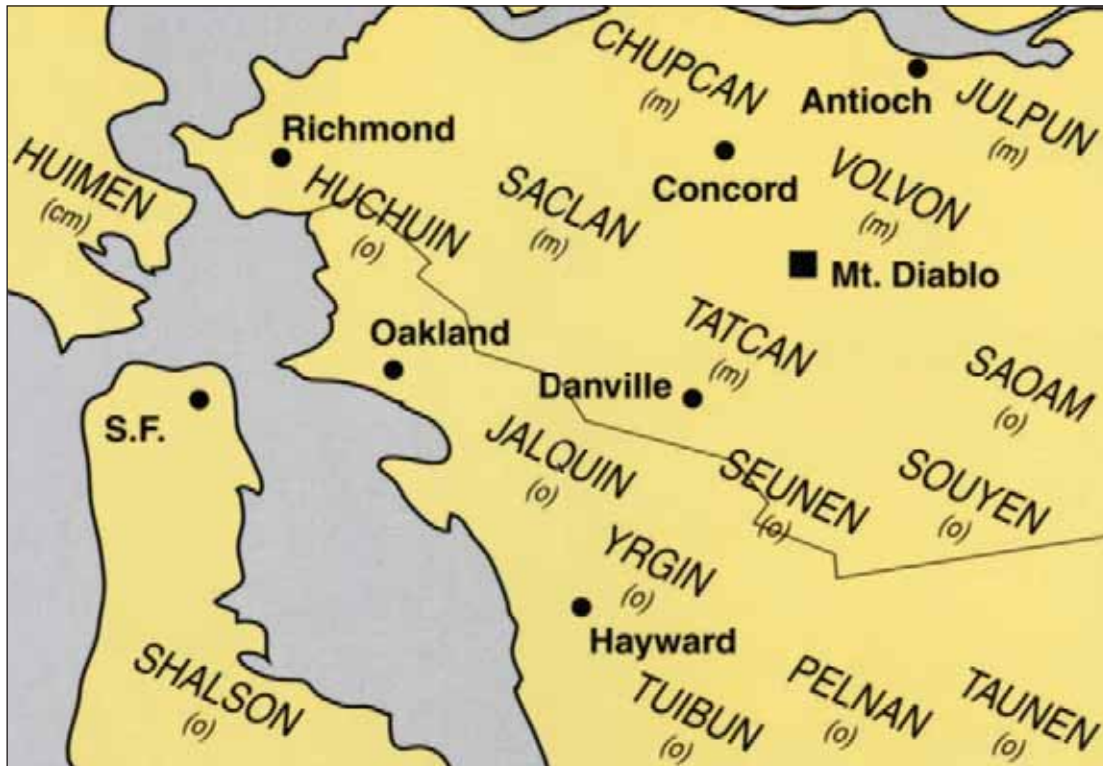 CHUPCAN
(m)
Antioch
JULPUN
(m)
Richmond
HUIMEN
(cm)
HUCHUIN
(o)
SACLAN
(m)
Concord
VOLVON
(m)
Mt. Diablo
Oakland
TATCAN
(m)
Danville
SAOAM
(o)
S.F.
JALQUIN
(o)
SEUNEN
(o)
SOUYEN
(o)
YRGIN
(o)
Hayward
SHALSON
(o)
TUIBUN
(o)
PELNAN
(o)
TAUNEN
(o)